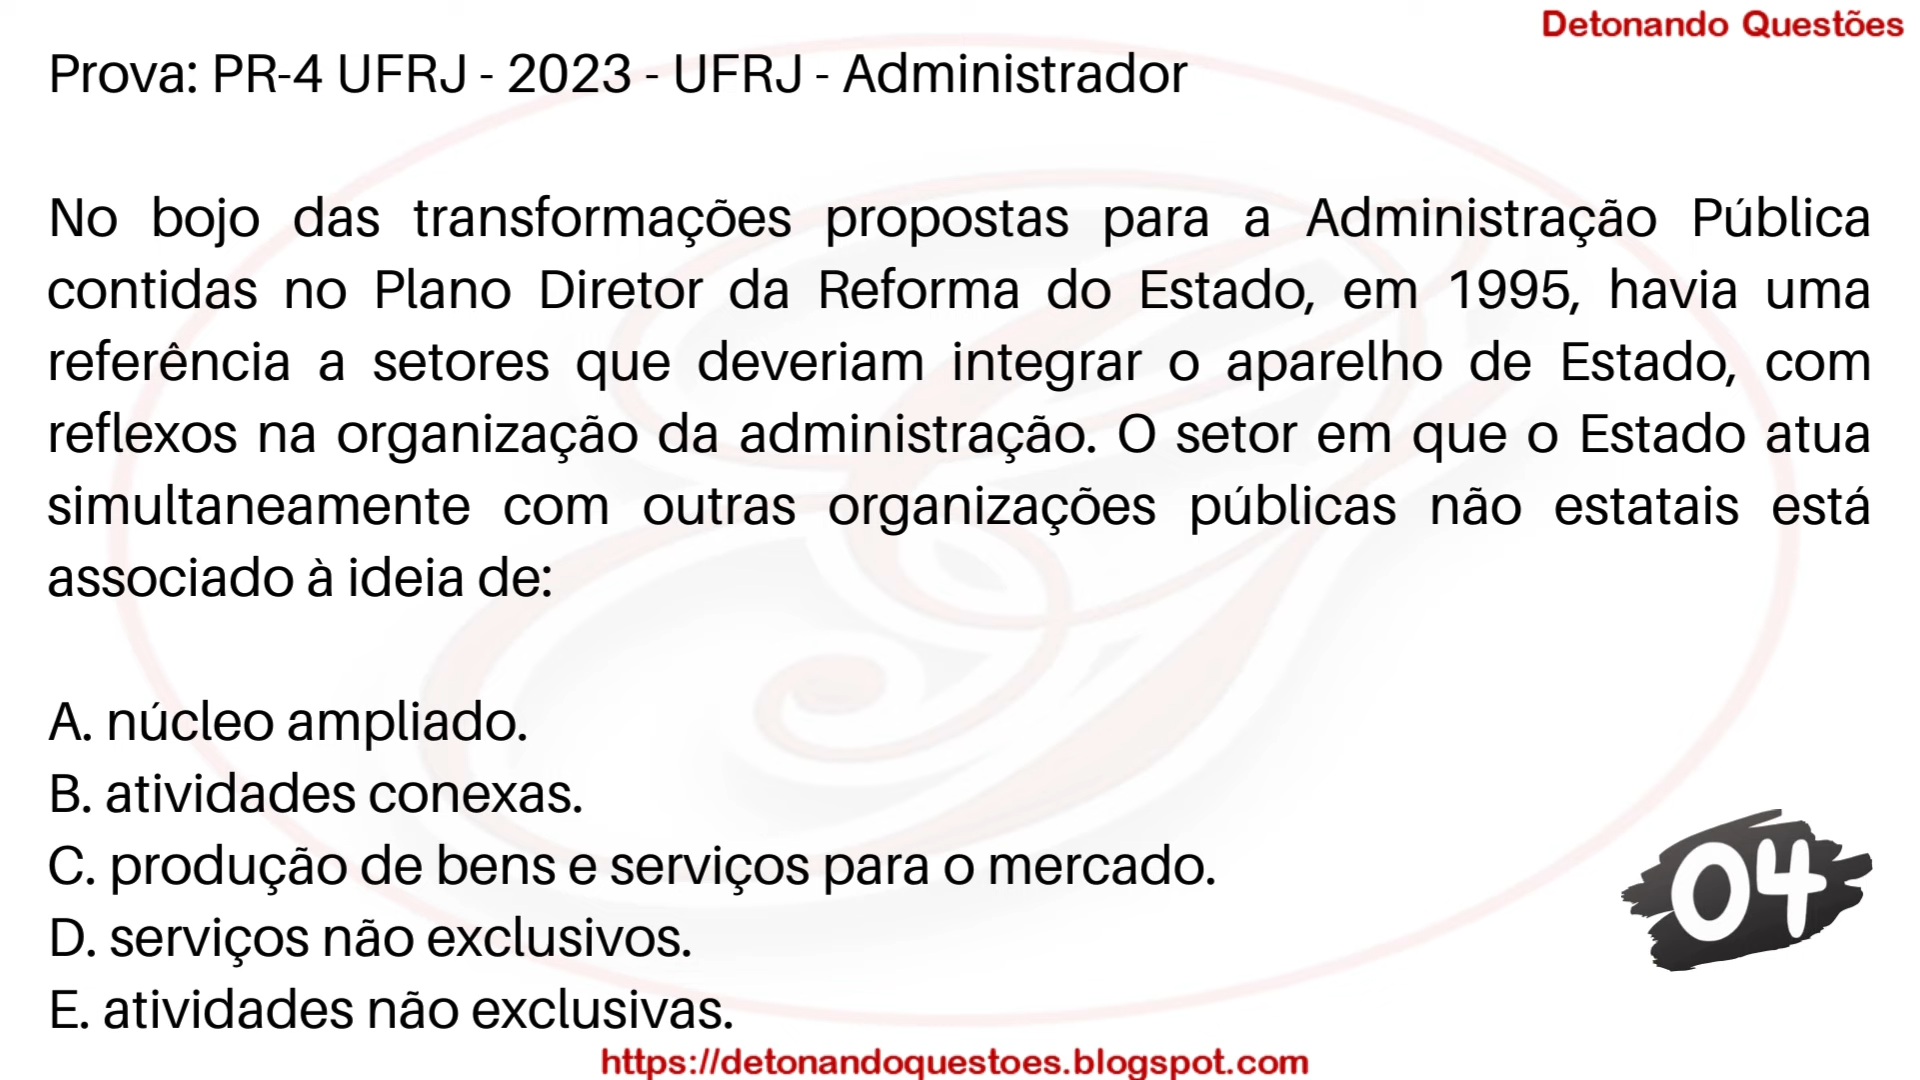 Detonando Questões
Prova: PR-4 UFRJ - 2023 - UFRJ - Administrador
No bojo das transformações propostas para a Administração Pública
contidas no Plano Diretor da Reforma do Estado, em 1995, havia uma
referência a setores que deveriam integrar o aparelho de Estado, com
reflexos na organização da administração. O setor em que o Estado atua
simultaneamente com outras organizações públicas não estatais está
associado à ideia de:
A. núcleo ampliado.
B. atividades conexas.
C. produção de bens e serviços para o mercado.
D. serviços não exclusivos.
E. atividades não exclusivas.
04
https://detonandoquestoes.blogspot.com